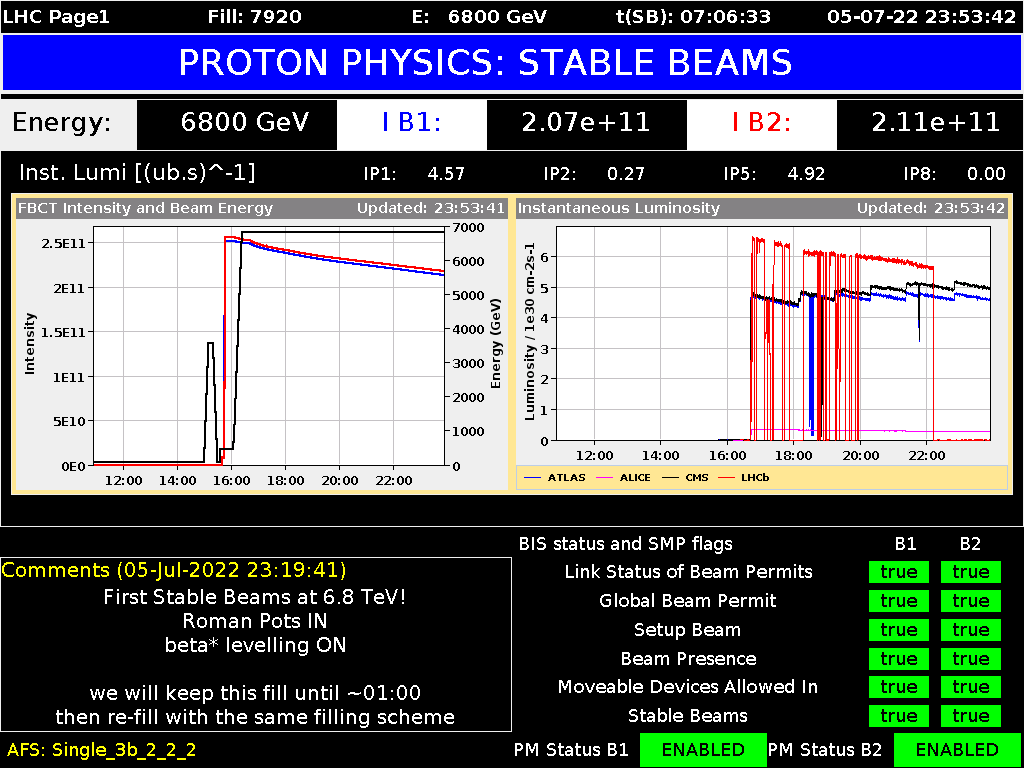 LHC Page1 Fill: 7920 E: 6800 GeV t(SB): 07:06:33 05-07-22 23:53:42
PROTON PHYSICS: STABLE BEAMS
Energy: 6800 GeV I B1: 2.07e+11 I B2: 2.11e+11
Inst. Lumi [(ub.s)^-1] IP1: 4.57 IP2: 0.27 IP5: 4.92 IP8: 0.00
FBCT Intensity and Beam Energy Updated: 23:53:41
Intensity
2.5E11
2E11
1.5E11
1E11
5E10
0E0
7000
6000
5000
4000
3000
2000
1000
0
Energy (GeV)
12:00 14:00 16:00 18:00 20:00 22:00
Instantaneous Luminosity Updated: 23:53:42
Luminosity / 1e30 cm-2s-1
6
5
4
3
2
1
0
12:00 14:00 16:00 18:00 20:00 22:00
ATLAS ALICE CMS LHCb
Comments (05-Jul-2022 23:19:41)
First Stable Beams at 6.8 TeV!
Roman Pots IN
beta* levelling ON
we will keep this fill until ~01:00
then re-fill with the same filling scheme
BIS status and SMP flags B1 B2
Link Status of Beam Permits true true
Global Beam Permit true true
Setup Beam true true
Beam Presence true true
Moveable Devices Allowed In true true
Stable Beams true true
AFS: Single_3b_2_2_2 PM Status B1 ENABLED PM Status B2 ENABLED